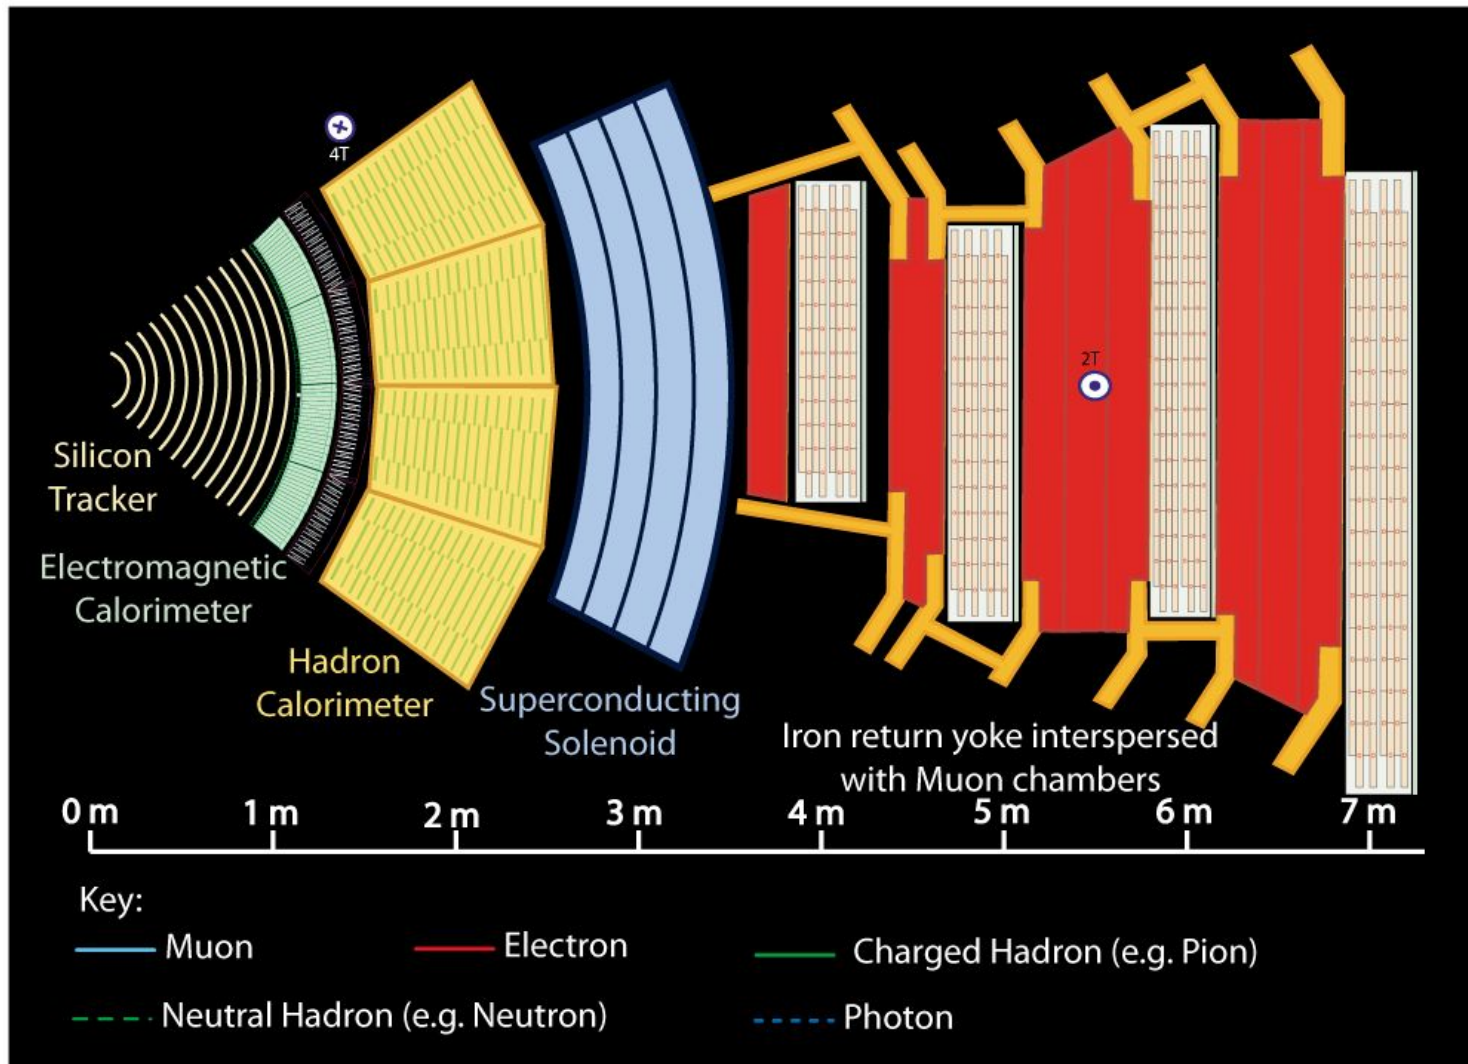 4T
2T
Silicon
Tracker
Electromagnetic
Calorimeter
Hadron
Calorimeter
Superconducting
Solenoid
Iron return yoke interspersed
with Muon chambers
0 m 1 m 2 m 3 m 4 m 5 m 6 m 7 m
Key:
Muon Electron Charged Hadron (e.g. Pion)
Neutral Hadron (e.g. Neutron) Photon